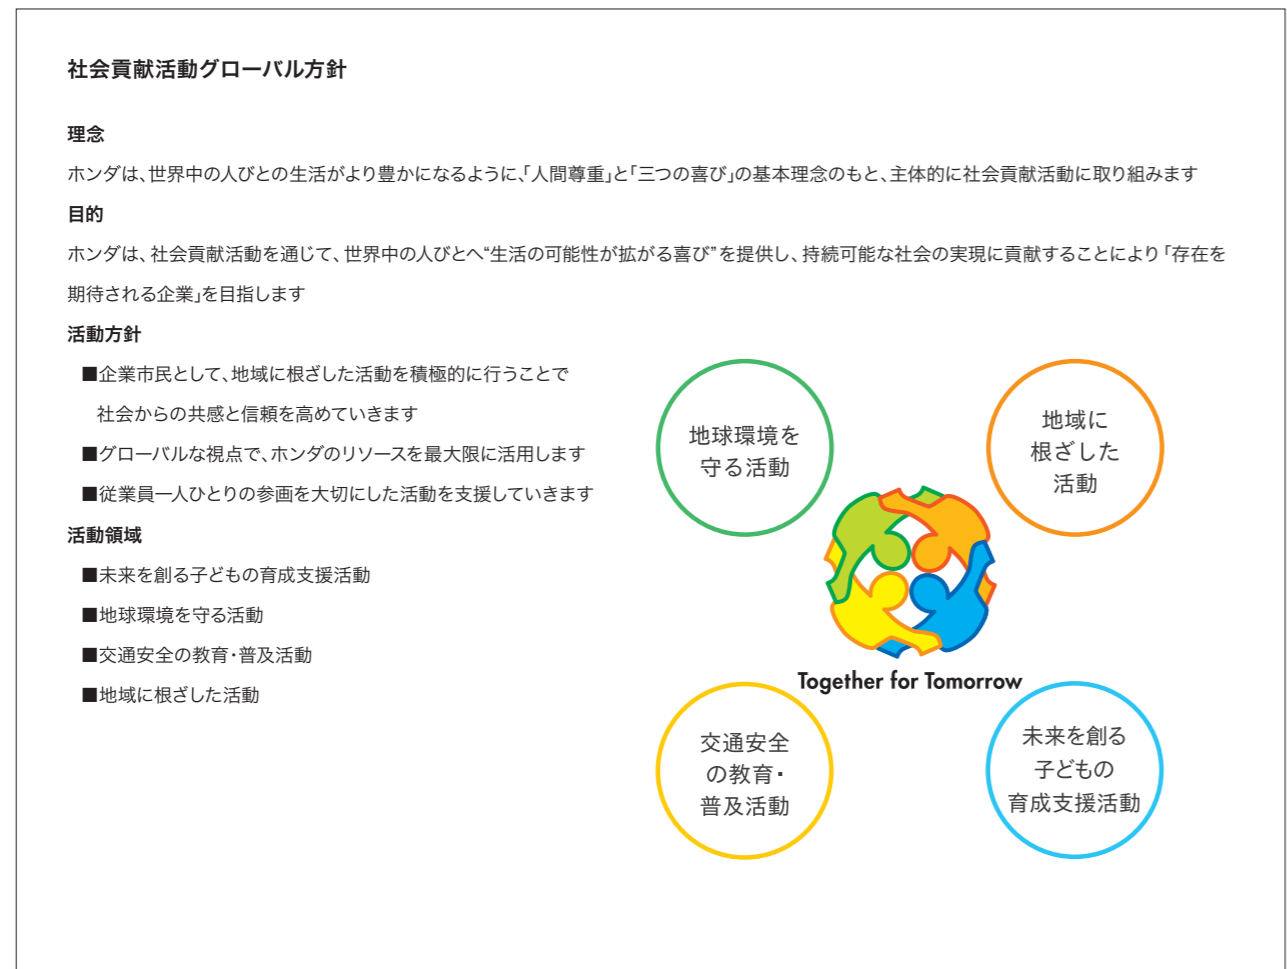 社会貢献活動グローバル方針
理念
ホンダは、世界中の人びとの生活がより豊かになるように、「人間尊重」と「三つの喜び」の基本理念のもと、主体的に社会貢献活動に取り組みます
目的
ホンダは、社会貢献活動を通じて、世界中の人びとへ“生活の可能性が拡がる喜び”を提供し、持続可能な社会の実現に貢献することにより「存在を
期待される企業」を目指します
活動方針
■企業市民として、地域に根ざした活動を積極的に行うことで
社会からの共感と信頼を高めていきます
■グローバルな視点で、ホンダのリソースを最大限に活用します
■従業員一人ひとりの参画を大切にした活動を支援していきます
活動領域
■未来を創る子どもの育成支援活動
■地球環境を守る活動
■交通安全の教育・普及活動
■地域に根ざした活動
地球環境を
守る活動
地域に
根ざした
活動
Together for Tomorrow
交通安全
の教育・
普及活動
未来を創る
子どもの
育成支援活動